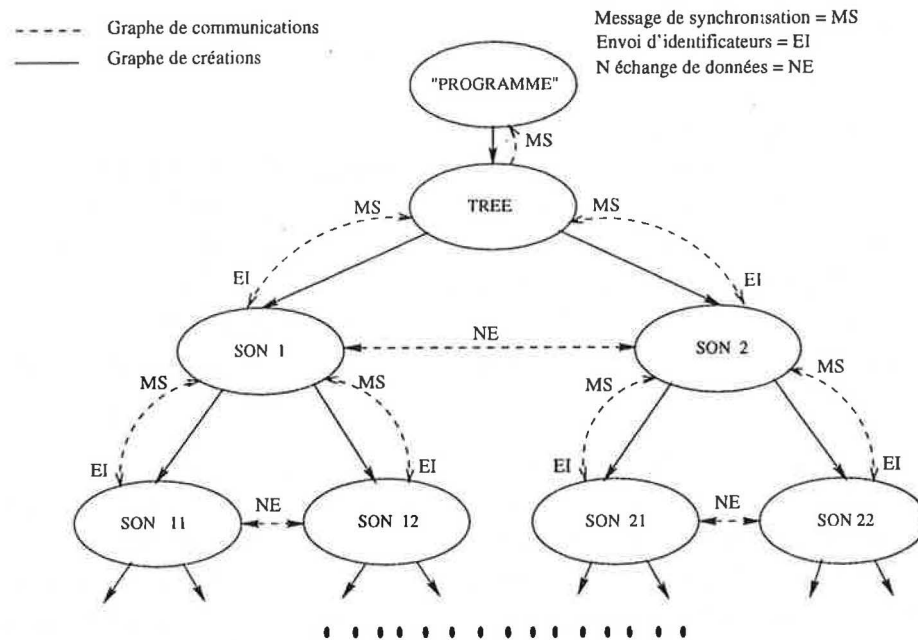 Graphe de communications
Graphe de créations
Message de synchronisation = MS
Envoi d'identificateurs = EI
N échange de données = NE
"PROGRAMME"
MS
TREE
MS
MS
EI
EI
SON 1
NE
SON 2
MS
MS
MS
MS
EI
EI
EI
EI
SON 11
NE
SON 12
SON 21
NE
SON 22